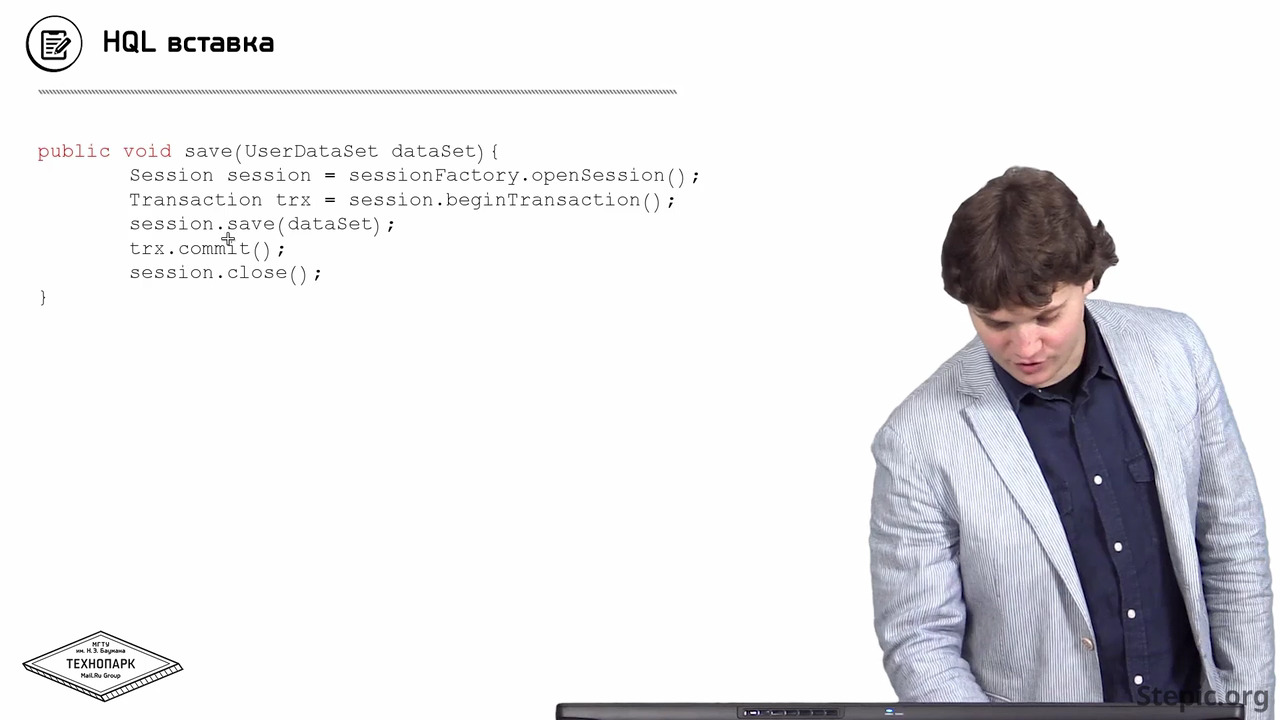 HQL вставка
public void save(UserDataSet dataSet){
Session session = sessionFactory.openSession();
Transaction trx = session.beginTransaction();
session.save(dataSet);
trx.commit();
session.close();
}
МГТУ
им. Н.Э. Баумана
ТЕХНОПАРК
Mail.Ru Group
Stepic.org